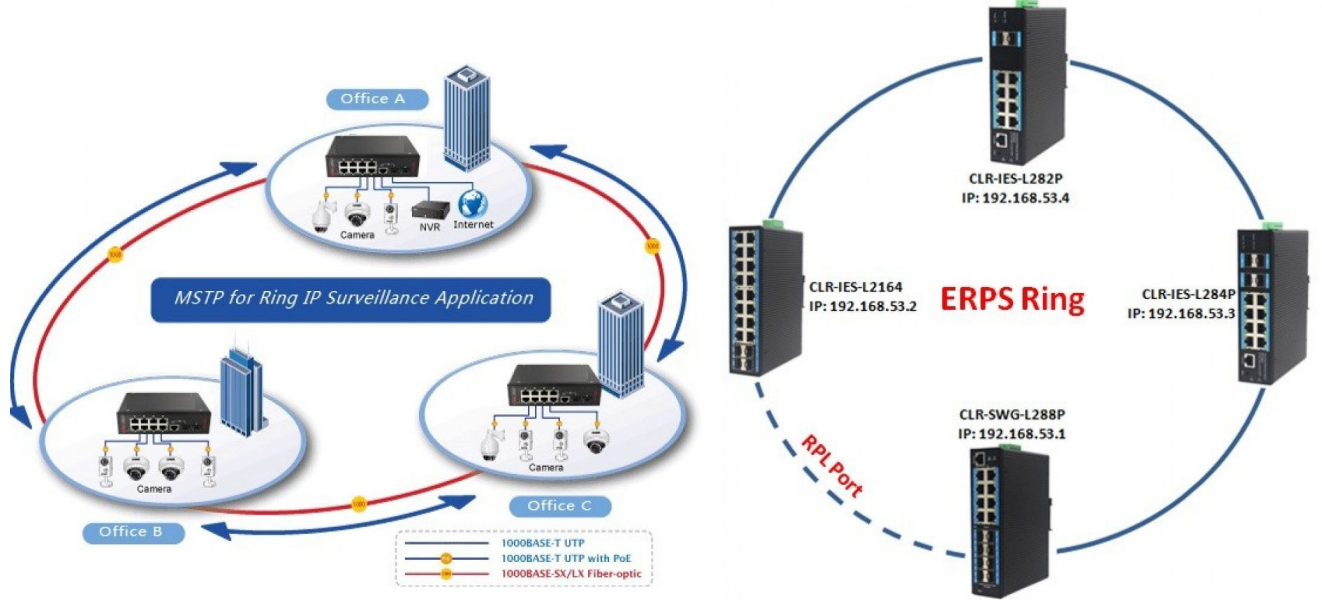 Office A
Camera
NVR
Internet
1000
1000
MSTP for Ring IP Surveillance Application
Camera
Office B
Camera
Office C
1000
1000BASE-T UTP
1000BASE-T UTP with PoE
1000BASE-SX/LX Fiber-optic
CLR-IES-L282P
IP: 192.168.53.4
CLR-IES-L2164
IP: 192.168.53.2
ERPS Ring
CLR-IES-L284P
IP: 192.168.53.3
CLR-SWG-L288P
IP: 192.168.53.1
RPL Port